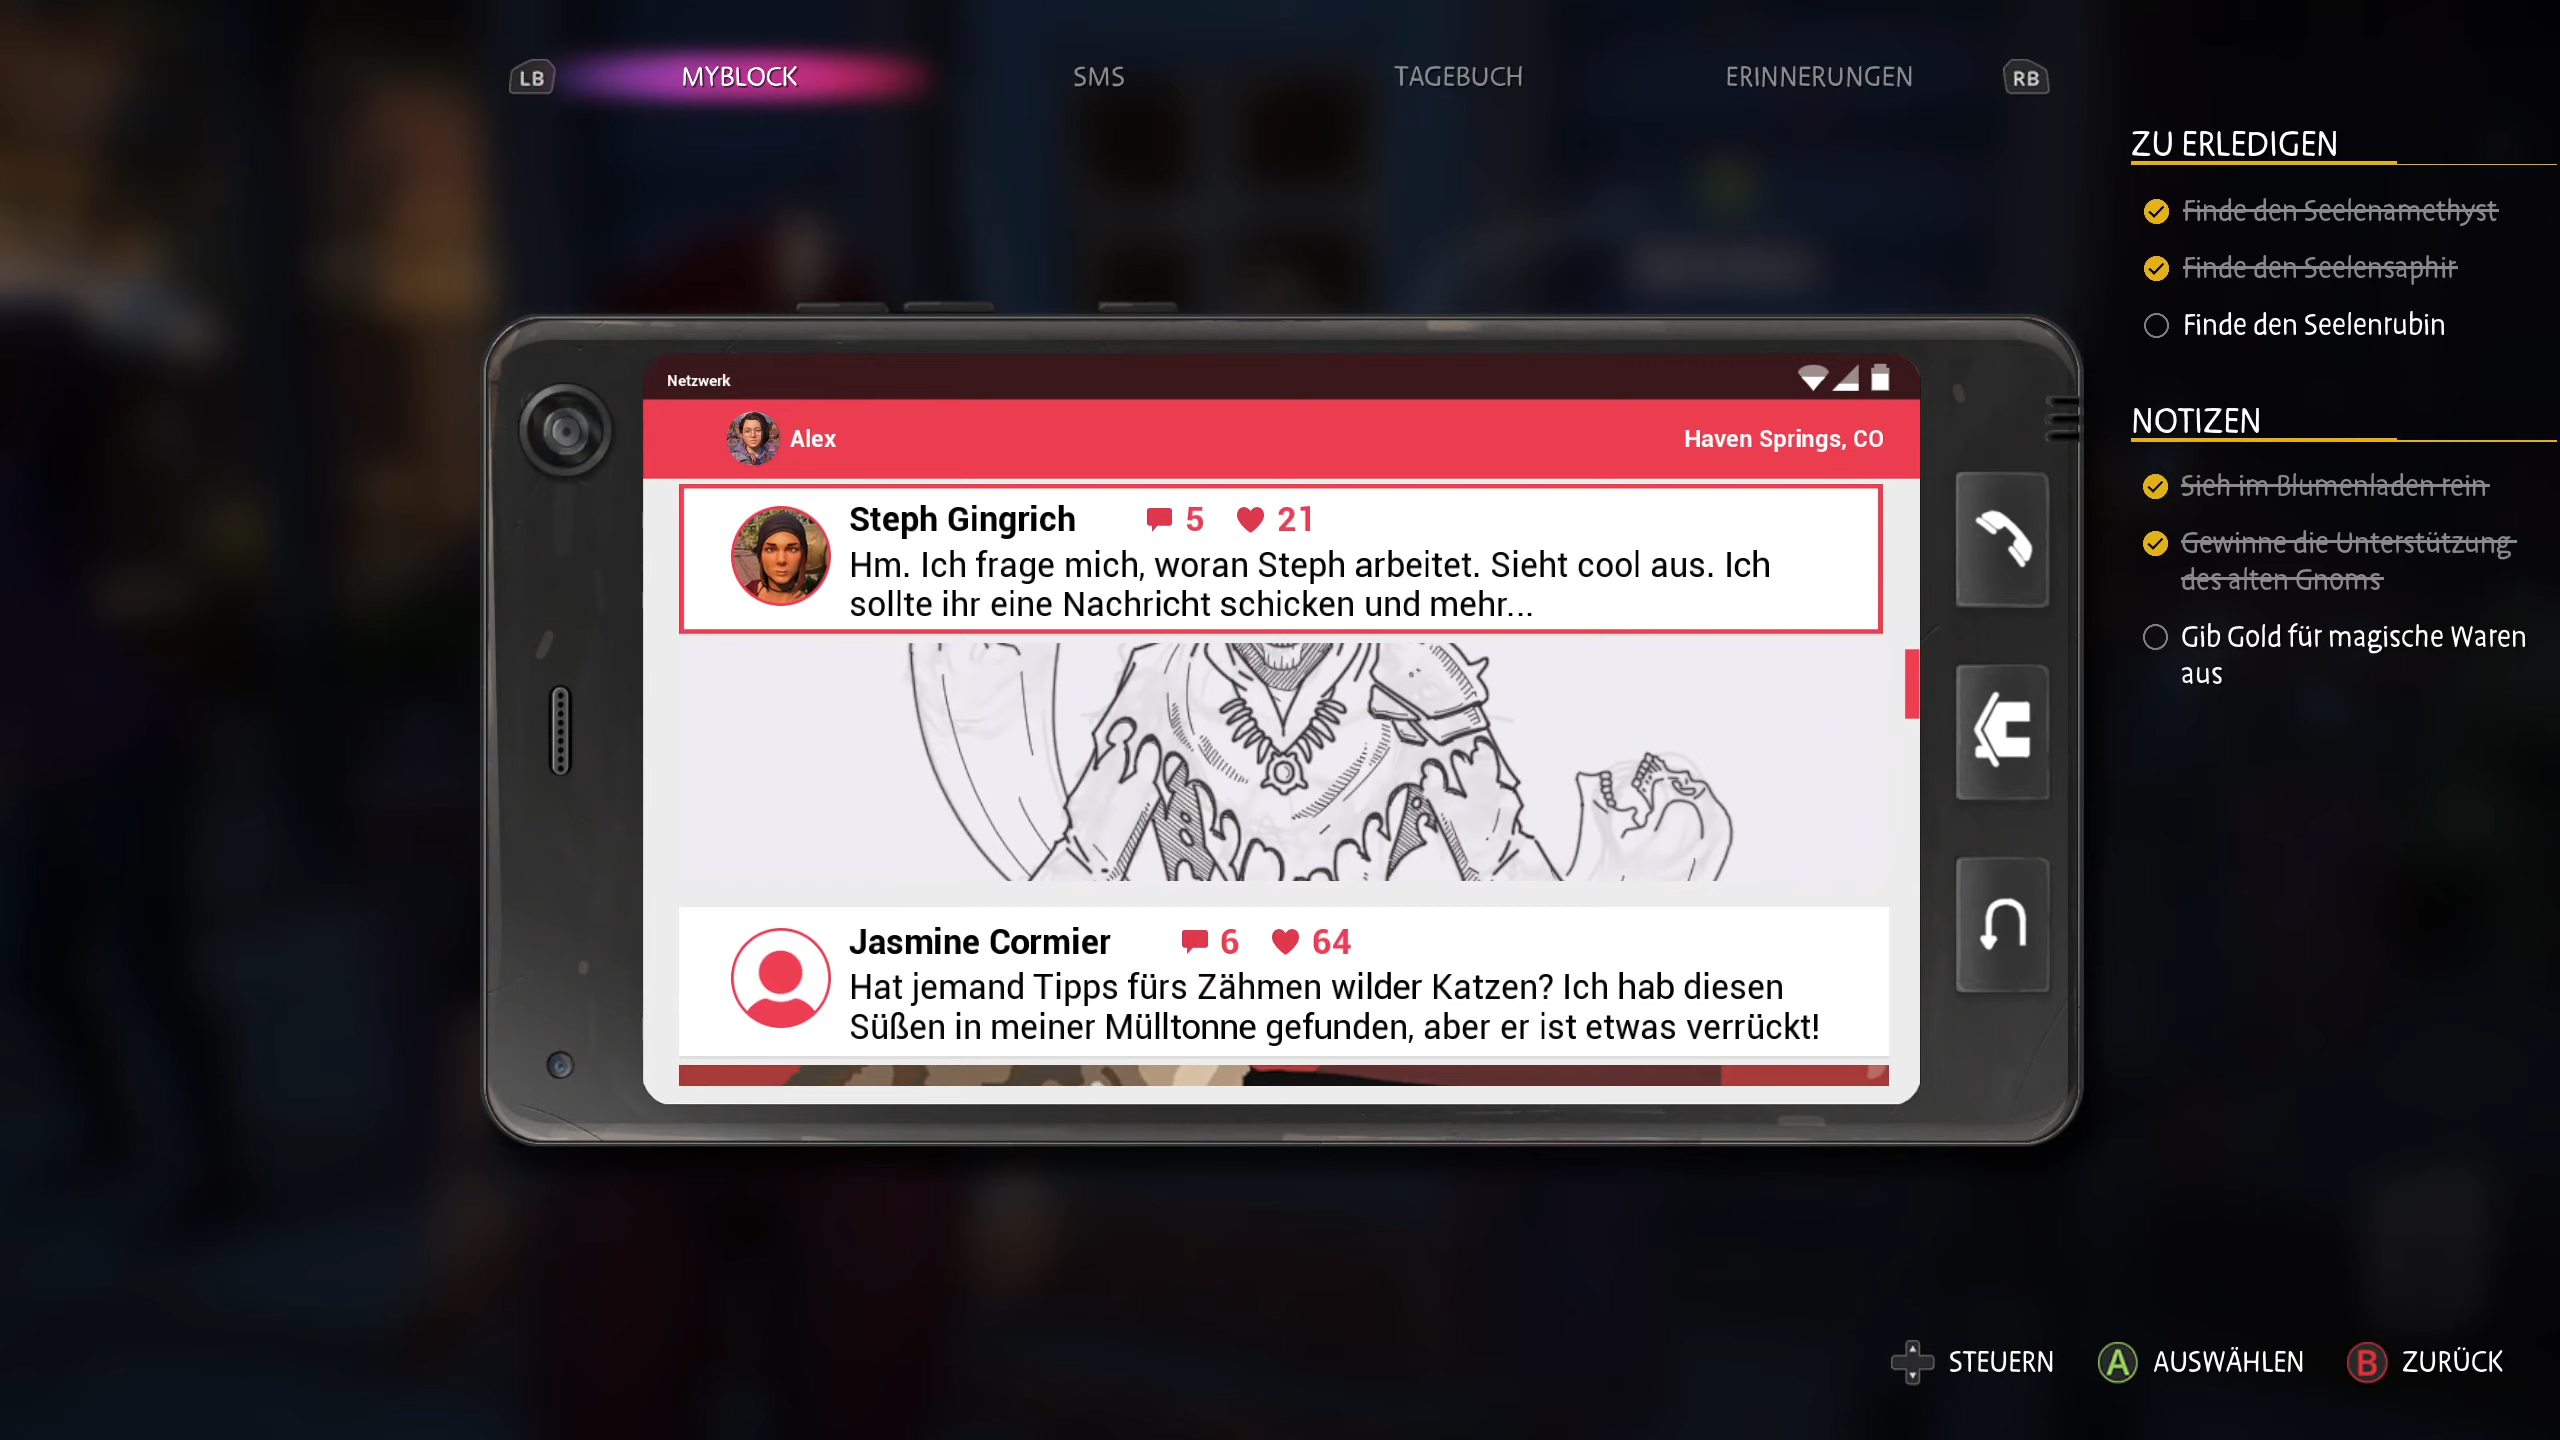 LB MYBLOCK SMS TAGEBUCH ERINNERUNGEN RB
ZU ERLEDIGEN
Finde den Seelenamethyst
Finde den Seelensaphir
Finde den Seelenrubin
NOTIZEN
Sieh im Blumenladen rein
Gewinne die Unterstützung
des alten Gnoms
Gib Gold für magische Waren
aus
Netzwerk
Alex Haven Springs, CO
Steph Gingrich 5 21
Hm. Ich frage mich, woran Steph arbeitet. Sieht cool aus. Ich
sollte ihr eine Nachricht schicken und mehr...
Jasmine Cormier 6 64
Hat jemand Tipps fürs Zähmen wilder Katzen? Ich hab diesen
Süßen in meiner Mülltonne gefunden, aber er ist etwas verrückt!
STEUERN A AUSWÄHLEN B ZURÜCK